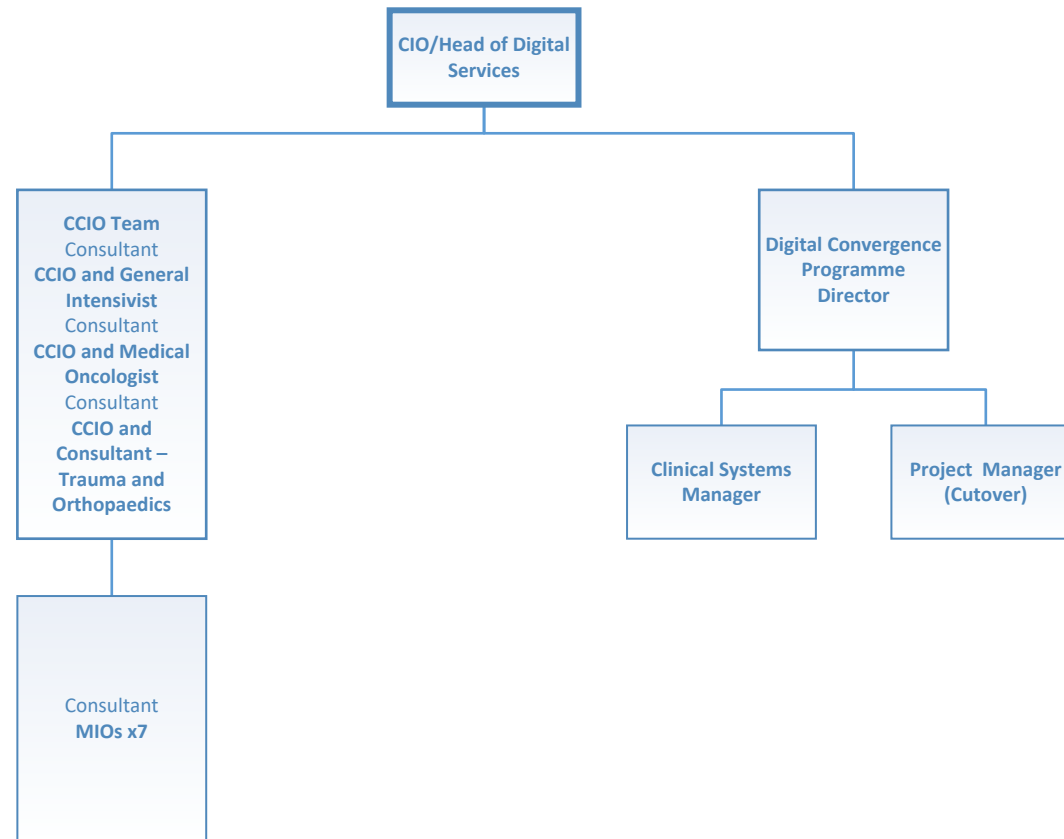 CIO/Head of Digital
Services
CCIO Team
Consultant
CCIO and General
Intensivist
Consultant
CCIO and Medical
Oncologist
Consultant
CCIO and
Consultant –
Trauma and
Orthopaedics
Digital Convergence
Programme
Director
Clinical Systems
Manager
Project Manager
(Cutover)
Consultant
MIOs x7